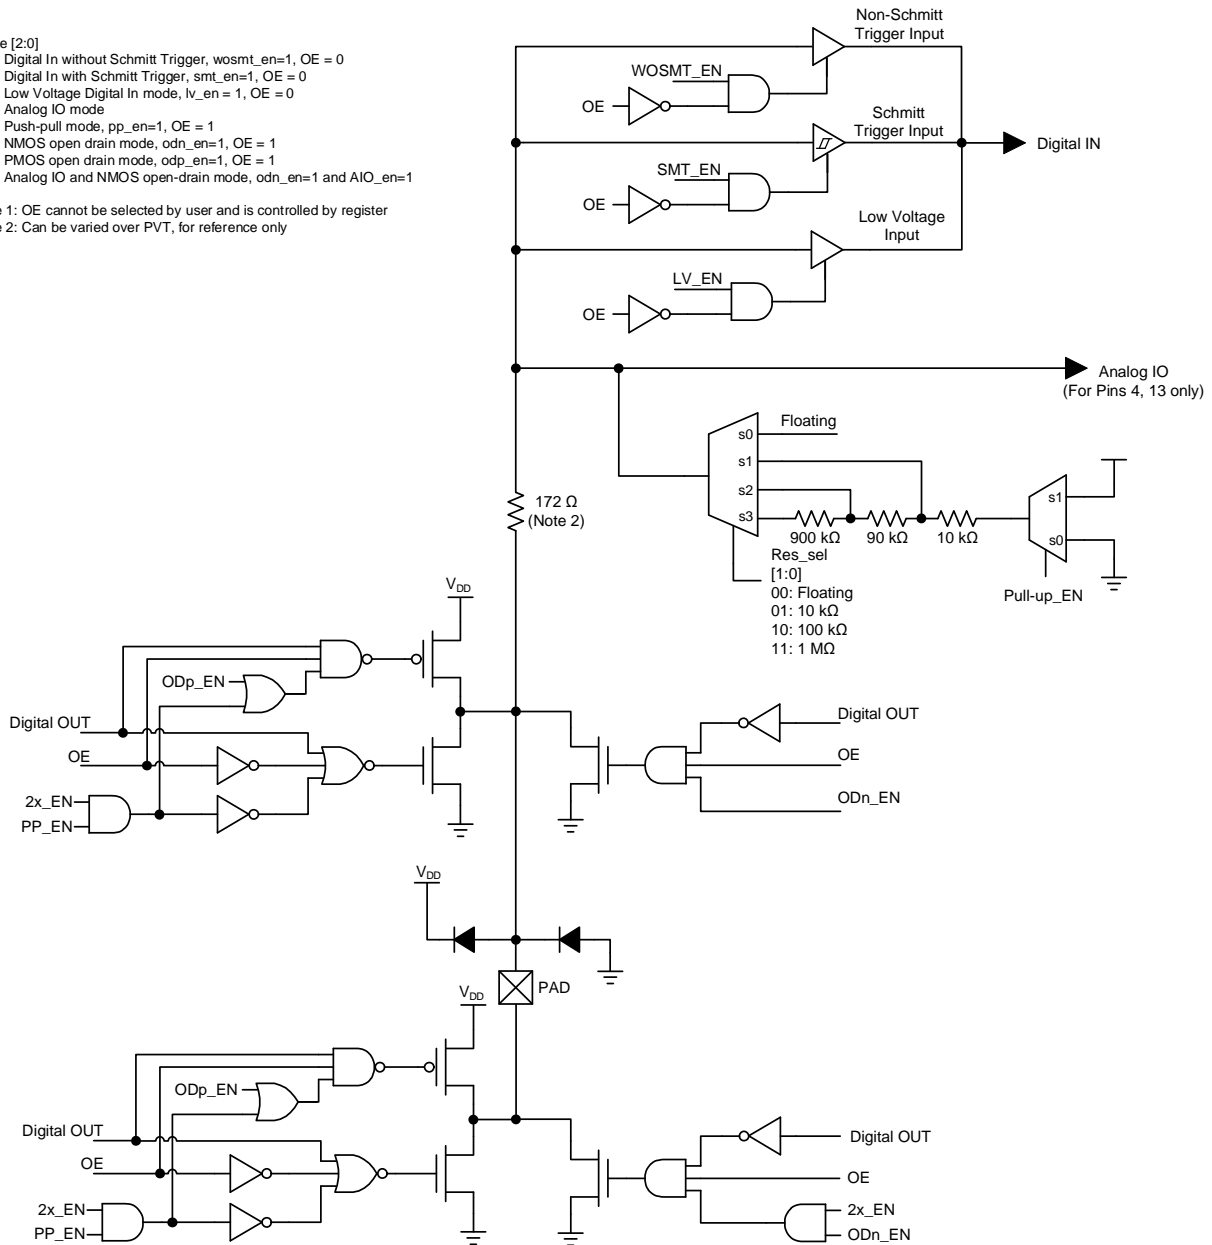 e [2:0]
Digital In without Schmitt Trigger, wosmt_en=1, OE = 0
Digital In with Schmitt Trigger, smt_en=1, OE = 0
Low Voltage Digital In mode, lv_en = 1, OE =0
Analog IO mode
Push-pull mode, pp_en=1, OE = 1
NMOS open drain mode, odn_en=1, OE = 1
PMOS open drain mode, odp_en=1, OE = 1
Analog IO and NMOS open-drain mode, odn_en=1 and AIO_en=1
e 1: OE cannot be selected by user and is controlled by register
e 2: Can be varied over PVT, for reference only
Non-Schmitt
Trigger Input
WOSMT_EN
OE
Schmitt
Trigger Input
Digital IN
SMT_EN
OE
Low Voltage
Input
LV_EN
OE
Analog IO
(For Pins 4, 13 only)
Floating
s0
s1
s2
s3
900 kΩ
90 kΩ
10 kΩ
s1
s0
Pull-up_EN
Res_sel
[1:0]
00: Floating
01: 10 kΩ
10: 100 kΩ
11: 1 MΩ
172 Ω
(Note 2)
VDD
ODp_EN
Digital OUT
OE
2x_EN
PP_EN
Digital OUT
OE
ODn_EN
VDD
PAD
VDD
ODp_EN
Digital OUT
OE
2x_EN
PP_EN
Digital OUT
OE
2x_EN
ODn_EN